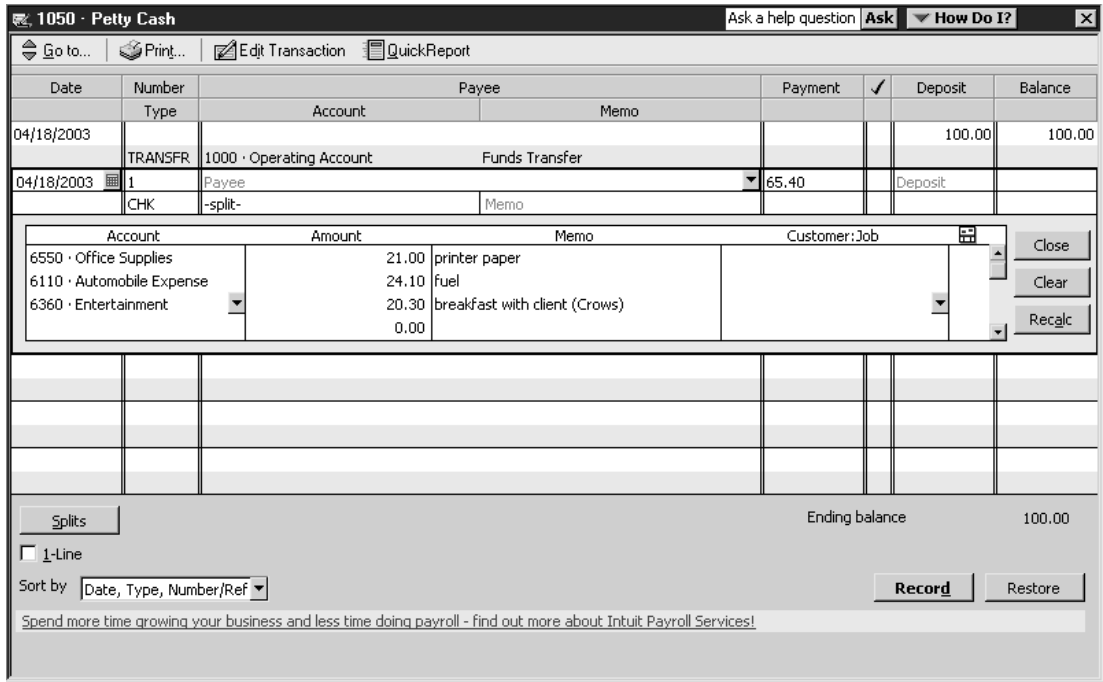 1050 · Petty Cash Ask a help question Ask How Do I?
Go to... Print... Edit Transaction QuickReport
Date Number Payee Payment ✓ Deposit Balance
Type Account Memo
04/18/2003 100.00 100.00
TRANSFR 1000 · Operating Account Funds Transfer
04/18/2003 1 Payee 65.40 Deposit
CHK -split- Memo
Account Amount Memo Customer:Job
6550 · Office Supplies 21.00 printer paper
6110 · Automobile Expense 24.10 fuel
6360 · Entertainment 20.30 breakfast with client (Crows)
0.00
Close
Clear
Recalc
Splits Ending balance 100.00
1-Line
Sort by Date, Type, Number/Ref Record Restore
Spend more time growing your business and less time doing payroll - find out more about Intuit Payroll Services!